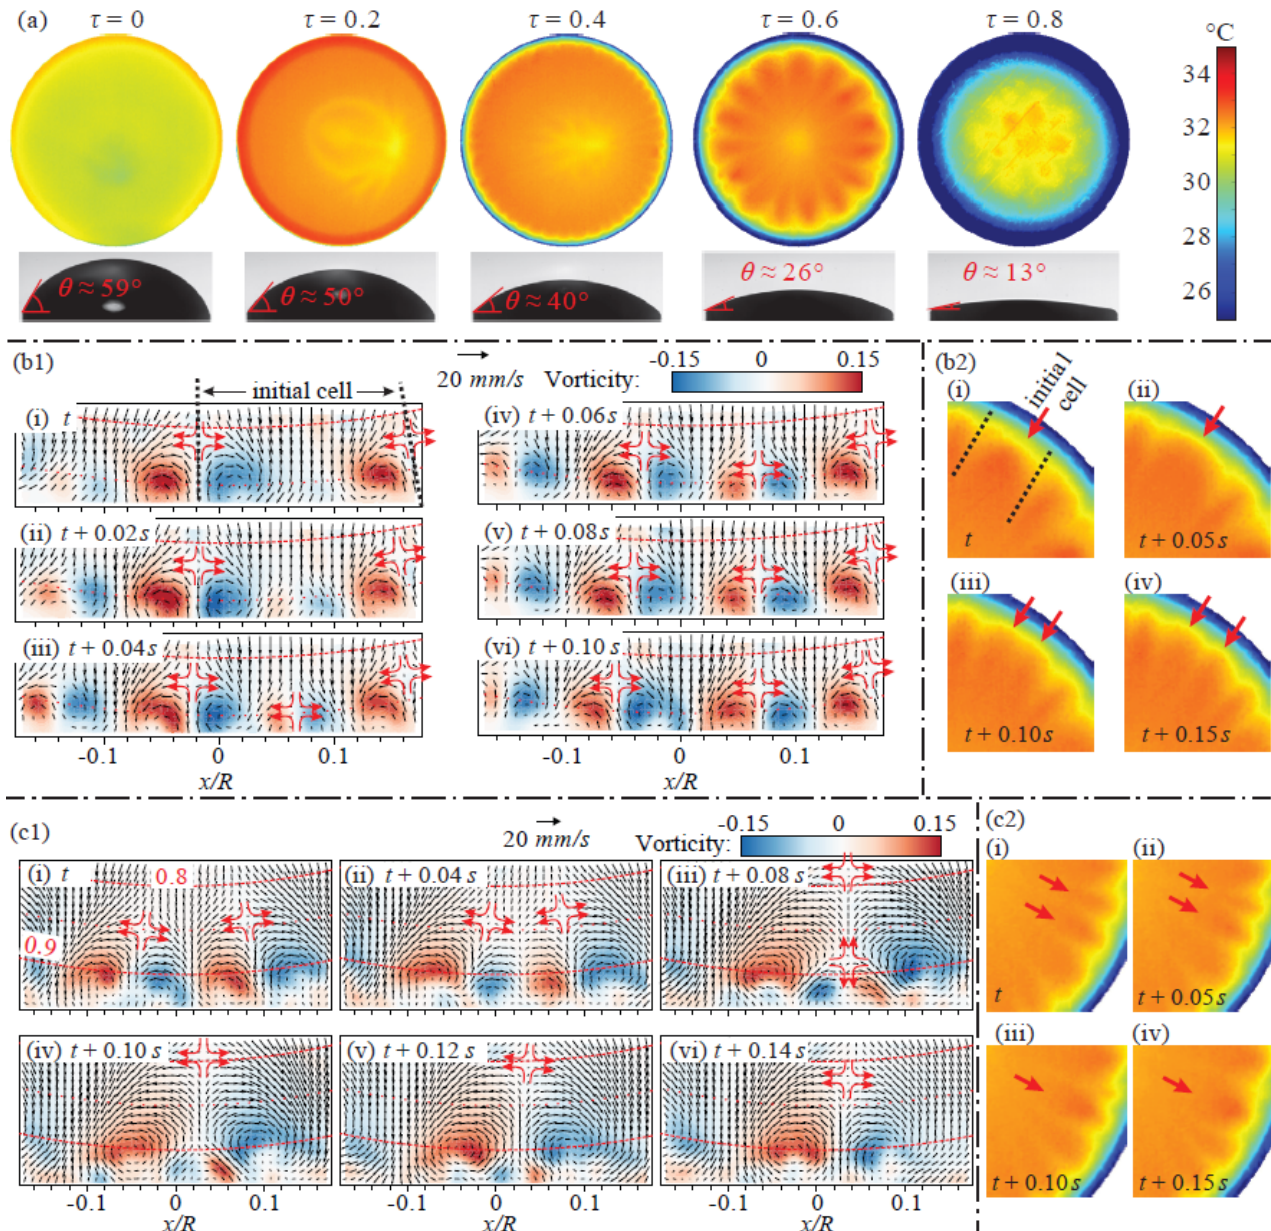 (a) τ = 0 τ = 0.2 τ = 0.4 τ = 0.6 τ = 0.8
°C
34
32
30
28
26
θ ≈ 59° θ ≈ 50° θ ≈ 40° θ ≈ 26° θ ≈ 13°
(b1)
20 mm/s Vorticity: -0.15 0 0.15
initial cell
(i) t
(ii) t + 0.02 s
(iii) t + 0.04 s
-0.1 0 0.1
x/R
(iv) t + 0.06 s
(v) t + 0.08 s
(vi) t + 0.10 s
-0.1 0 0.1
x/R
(b2)
(i) initial cell t
(ii) t + 0.05 s
(iii) t + 0.10 s
(iv) t + 0.15 s
(c1)
20 mm/s Vorticity: -0.15 0 0.15
(i) t 0.8
0.9
(ii) t + 0.04 s
(iii) t + 0.08 s
(iv) t + 0.10 s
(v) t + 0.12 s
(vi) t + 0.14 s
-0.1 0 0.1 -0.1 0 0.1 -0.1 0 0.1
x/R x/R x/R
(c2)
(i) t
(ii) t + 0.05 s
(iii) t + 0.10 s
(iv) t + 0.15 s